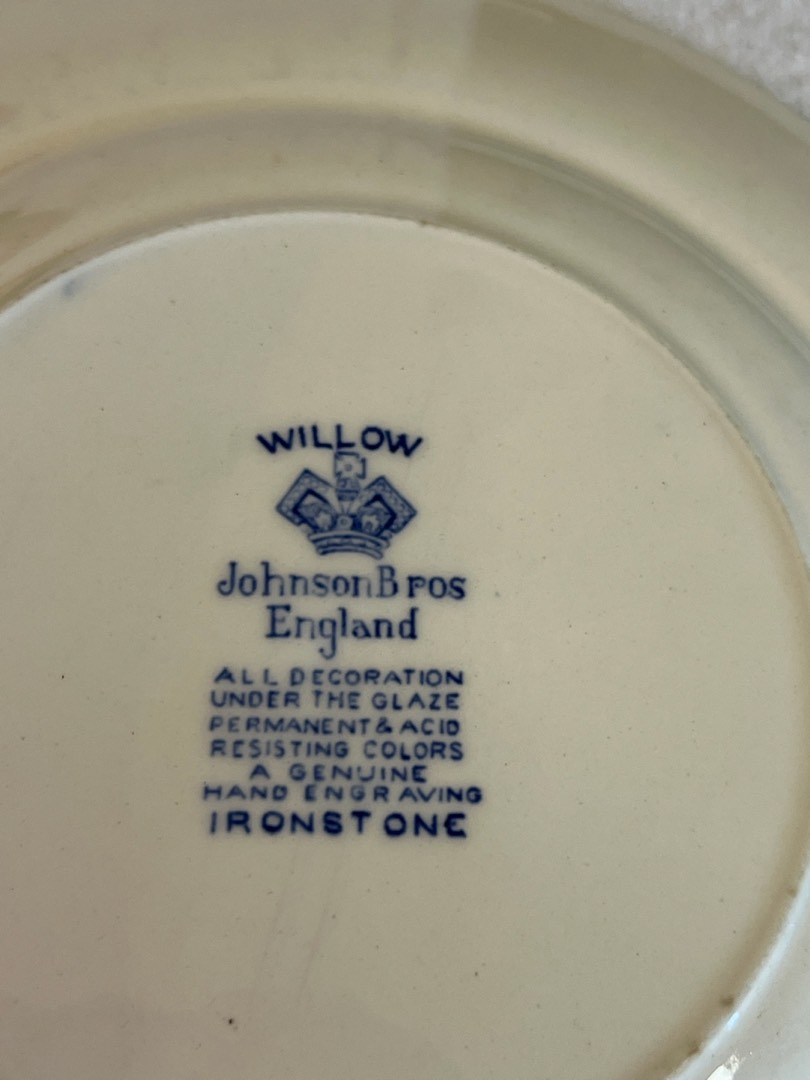 WILLOW
Johnson Bros
England
ALL DECORATION
UNDER THE GLAZE
PERMANENT & ACID
RESISTING COLORS
A GENUINE
HAND ENGRAVING
IRONSTONE